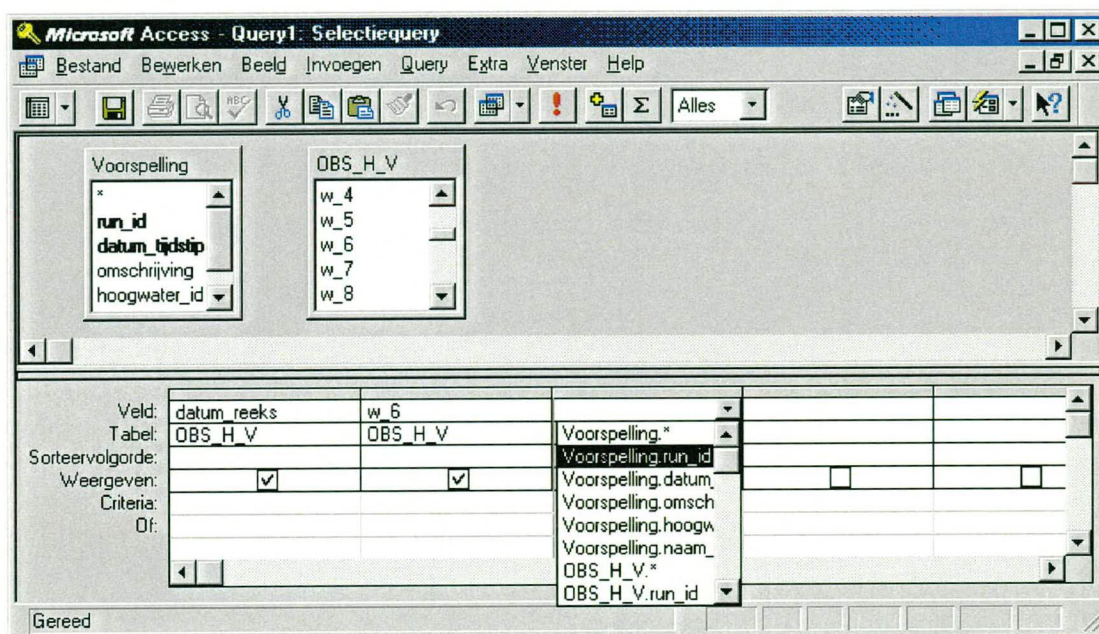 Microsoft Access - Query1: Selectiequery
Bestand Bewerken Beeld Invoegen Query Extra Venster Help
ABC Alles
Voorspelling
*
run_id
datum_tijdstip
omschrijving
hoogwater_id
OBS_H_V
w_4
w_5
w_6
w_7
w_8
Veld: datum_reeks w_6
Tabel: OBS_H_V OBS_H_V
Sorteervolgorde:
Weergeven:
Criteria:
Of:
Voorspelling.*
Voorspelling.run_id
Voorspelling.datum_
Voorspelling.omsch
Voorspelling.hoogw
Voorspelling.naam_
OBS_H_V.*
OBS_H_V.run_id
Gereed